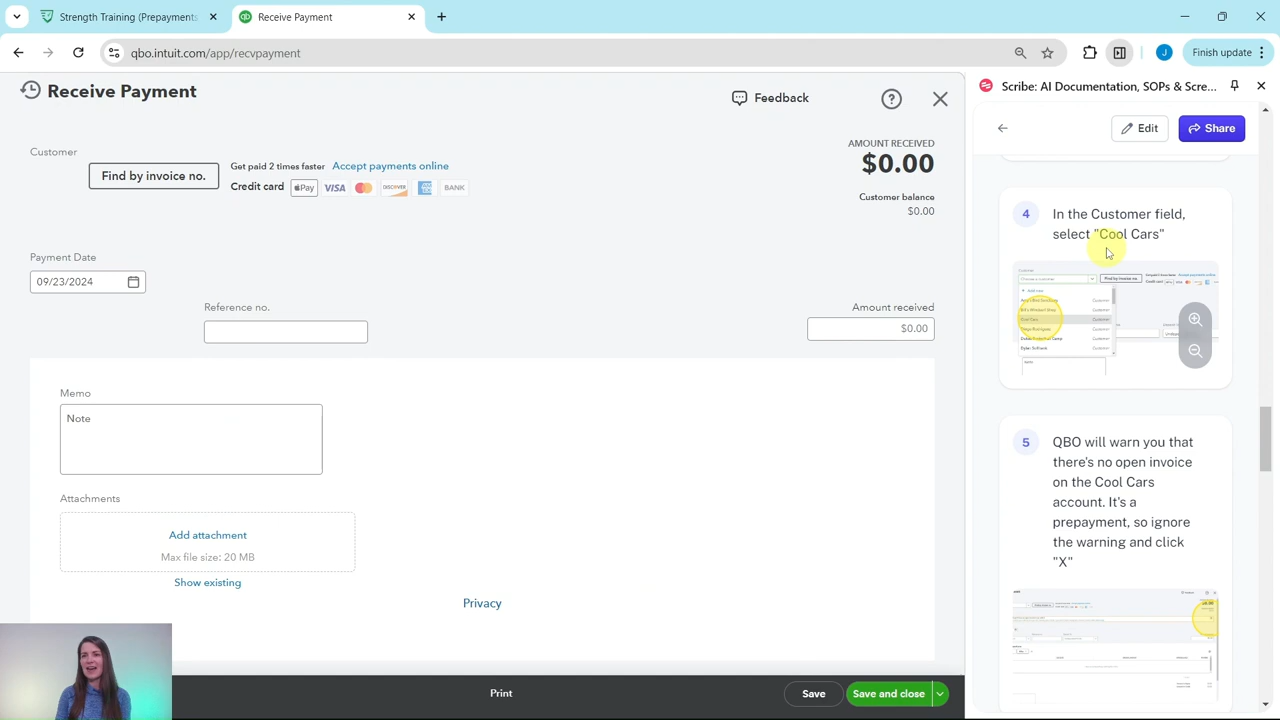 Strength Training (Prepayments
Receive Payment
qbo.intuit.com/app/recvpayment
Finish update
Receive Payment
Feedback
Customer
Find by invoice no.
Get paid 2 times faster Accept payments online
Credit card Pay VISA DISCOVER BANK
AMOUNT RECEIVED
$0.00
Customer balance
$0.00
Payment Date
09/23/2024
Reference no.
Amount received
$0.00
Memo
Note
Attachments
Add attachment
Max file size: 20 MB
Show existing
Privacy
Print
Save
Save and close
Scribe: AI Documentation, SOPs & Scre...
Edit
Share
4
In the Customer field,
select "Cool Cars"
5
QBO will warn you that
there's no open invoice
on the Cool Cars
account. It's a
prepayment, so ignore
the warning and click
"X"